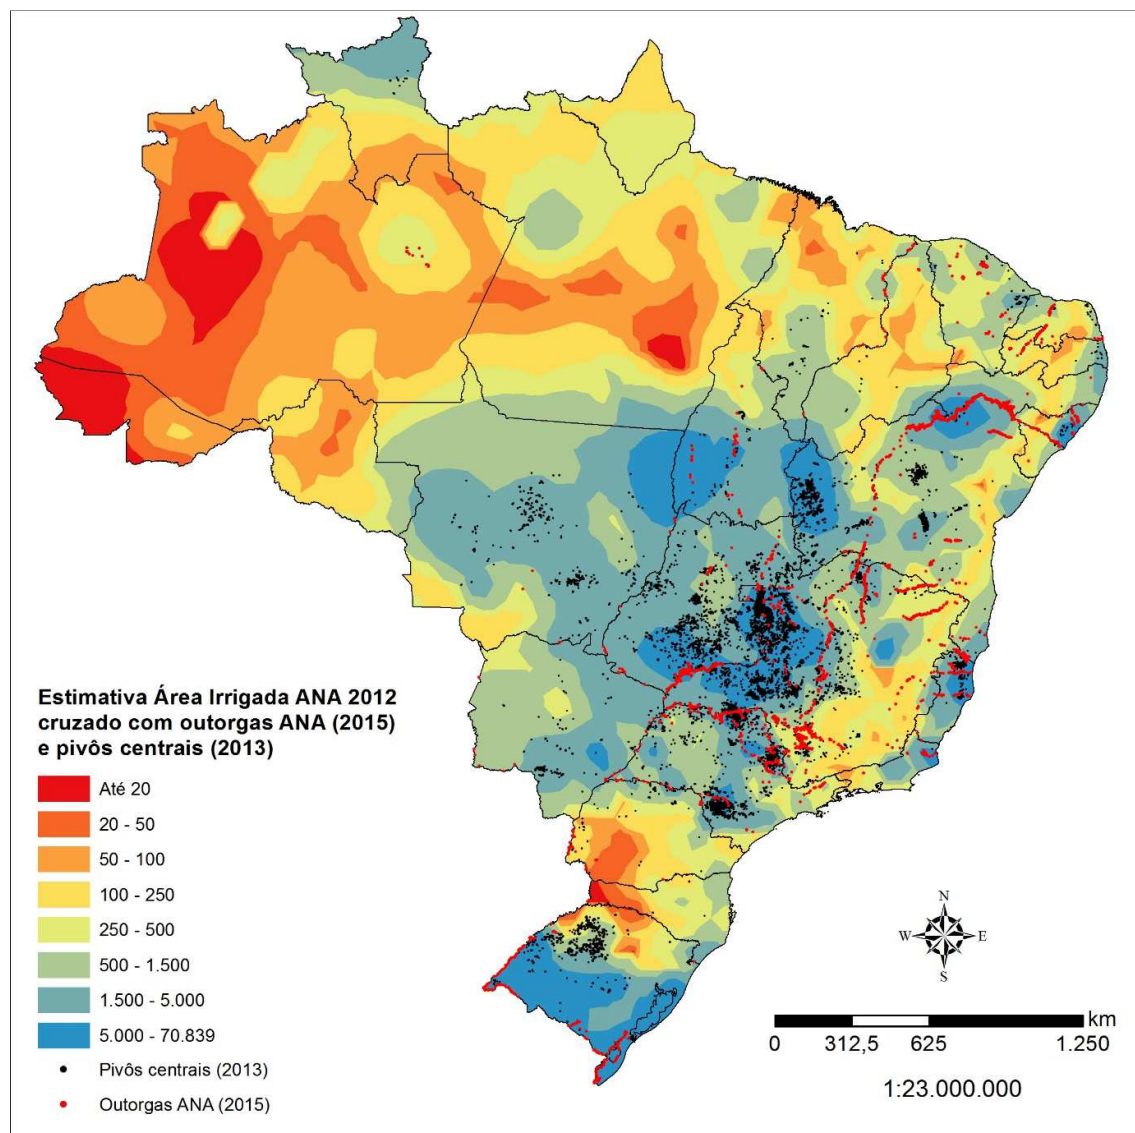 Estimativa Área Irrigada ANA 2012
cruzado com outorgas ANA (2015)
e pivôs centrais (2013)
Até 20
20 - 50
50 - 100
100 - 250
250 - 500
500 - 1.500
1.500 - 5.000
5.000 - 70.839
Pivôs centrais (2013)
Outorgas ANA (2015)
N
W E
S
km
0 312,5 625 1.250
1:23.000.000